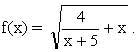 f(x) = √(4/(x+5) + x).